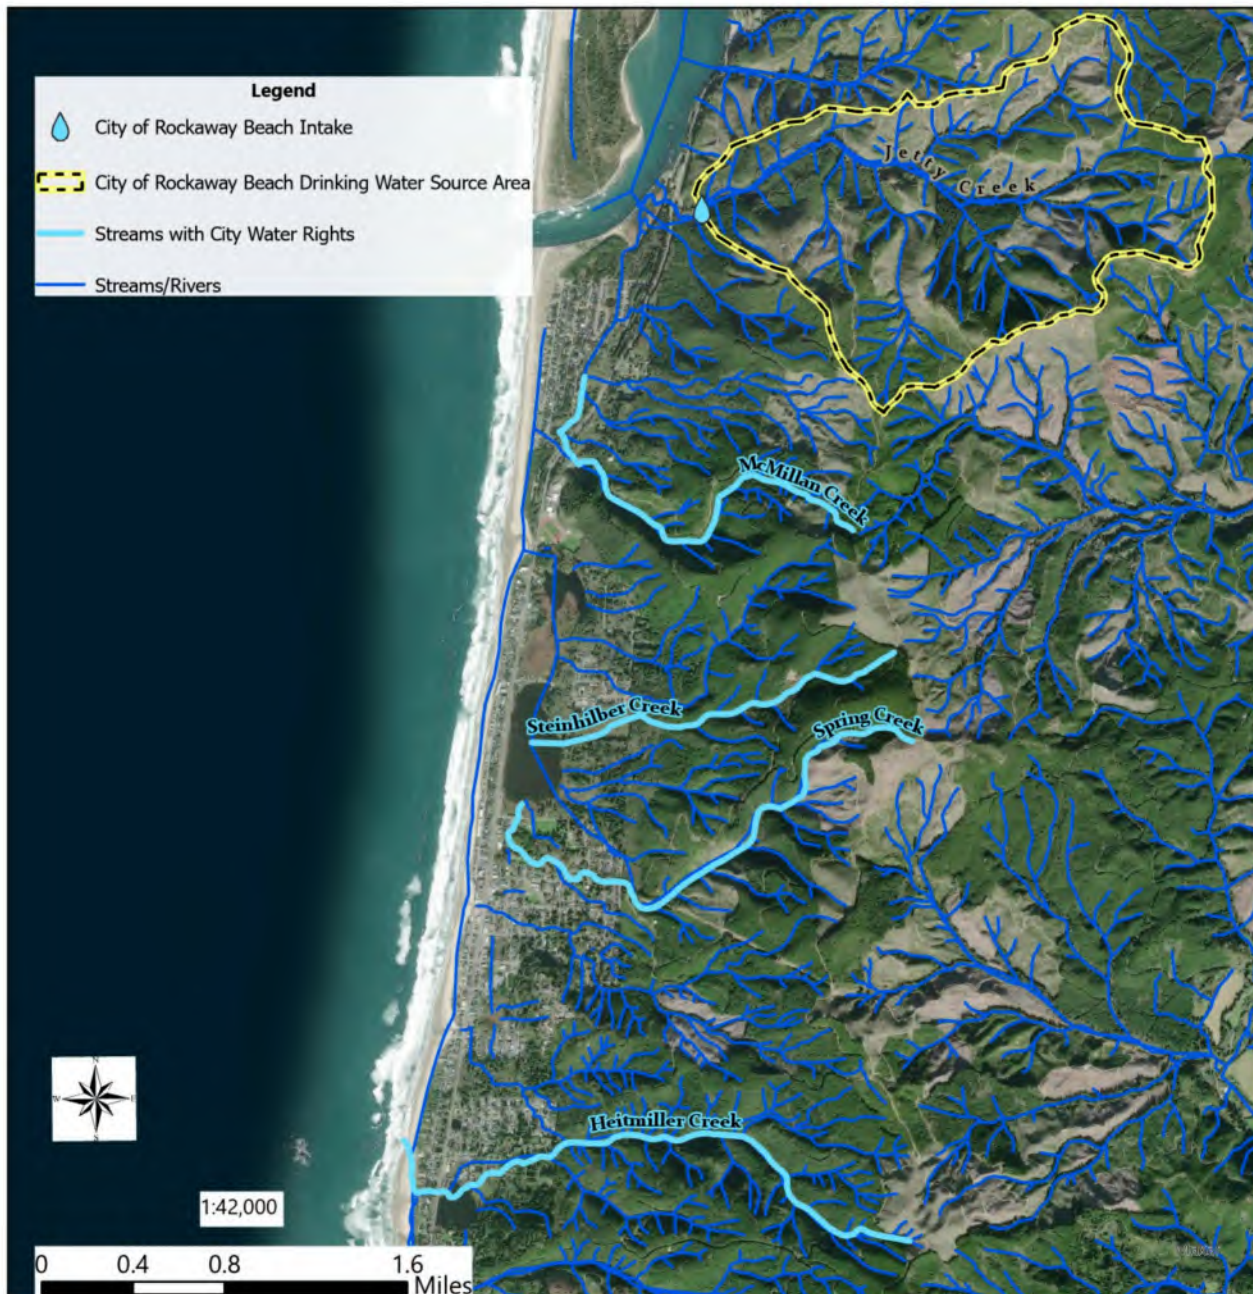 Legend
City of Rockaway Beach Intake
City of Rockaway Beach Drinking Water Source Area
Streams with City Water Rights
Streams/Rivers
Jetty Creek
McMillan Creek
Steinhilber Creek
Spring Creek
Heitmiller Creek
N
W E
S
1:42,000
0 0.4 0.8 1.6
Miles